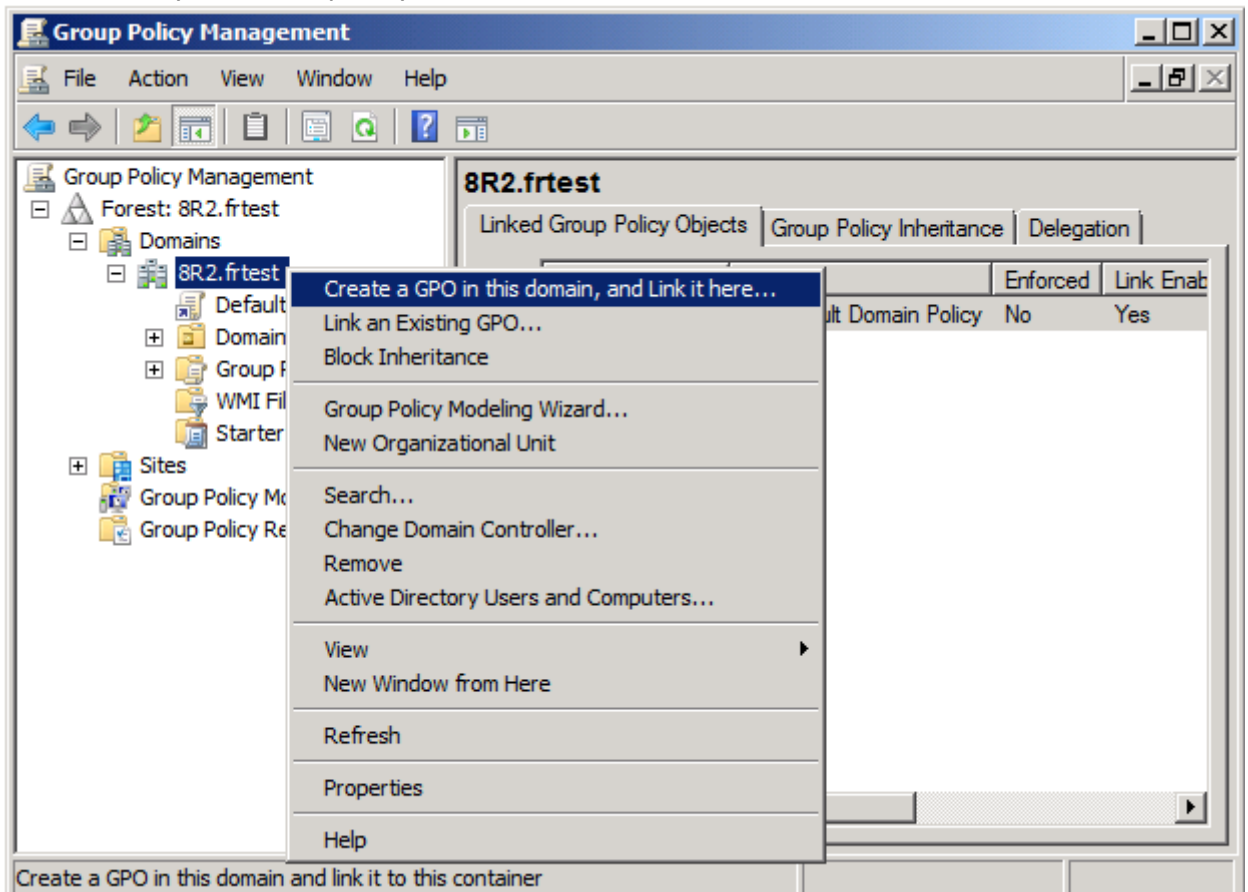 Group Policy Management
File Action View Window Help
Group Policy Management
Forest: 8R2.frtest
Domains
8R2.frtest
Default
Domain
Group P
WMI Fil
Starter
Sites
Group Policy Mo
Group Policy Re
8R2.frtest
Linked Group Policy Objects Group Policy Inheritance Delegation
Enforced Link Enab
ult Domain Policy No Yes
Create a GPO in this domain, and Link it here...
Link an Existing GPO...
Block Inheritance
Group Policy Modeling Wizard...
New Organizational Unit
Search...
Change Domain Controller...
Remove
Active Directory Users and Computers...
View
New Window from Here
Refresh
Properties
Help
Create a GPO in this domain and link it to this container